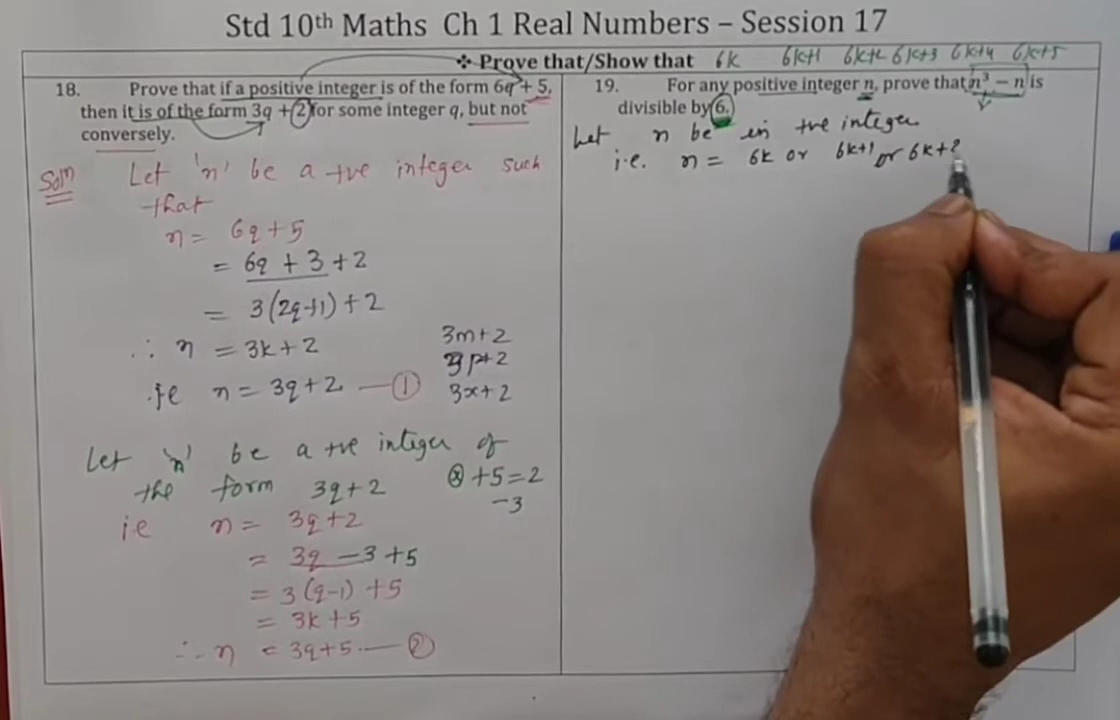 Std 10th Maths Ch 1 Real Numbers – Session 17
❖ Prove that/Show that 6k 6k+1 6k+2 6k+3 6k+4 6k+5
18. Prove that if a positive integer is of the form 6q + 5,
then it is of the form 3q + 2 for some integer q, but not
conversely.
Soln Let 'n' be a +ve integer such
that
n = 6q+5
= 6q + 3 + 2
= 3(2q+1) + 2
∴ n = 3k+2
ie n = 3q+2 — ①
3m+2
3p+2
3x+2
Let 'n' be a +ve integer of
the form 3q+2
ⓧ +5=2
-3
ie n = 3q+2
= 3q - 3 + 5
= 3(q-1) + 5
= 3k+5
∴ n = 3q+5 — ②
19. For any positive integer n, prove that n³ − n is
divisible by 6.
Let n be in +ve integer
i.e. n = 6k or 6k+1 or 6k+2